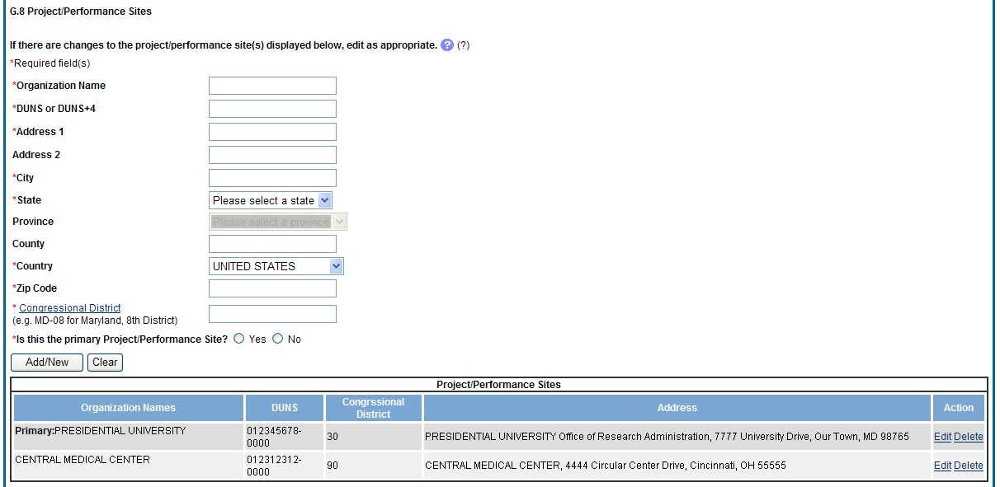 G.8 Project/Performance Sites
If there are changes to the project/performance site(s) displayed below, edit as appropriate. ? (?)
*Required field(s)
*Organization Name
*DUNS or DUNS+4
*Address 1
Address 2
*City
*State Please select a state
Province Please select a province
County
*Country UNITED STATES
*Zip Code
* Congressional District
(e.g. MD-08 for Maryland, 8th District)
*Is this the primary Project/Performance Site? Yes No
Add/New Clear
Project/Performance Sites
Organization Names DUNS Congrssional District Address Action
Primary:PRESIDENTIAL UNIVERSITY 012345678-0000 30 PRESIDENTIAL UNIVERSITY Office of Research Administration, 7777 University Drive, Our Town, MD 98765 Edit Delete
CENTRAL MEDICAL CENTER 012312312-0000 90 CENTRAL MEDICAL CENTER, 4444 Circular Center Drive, Cincinnati, OH 55555 Edit Delete